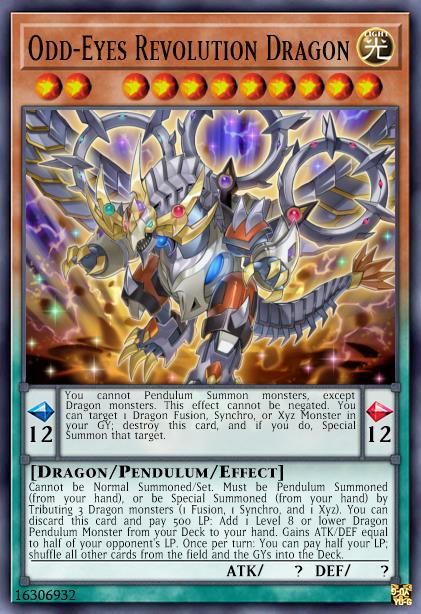 ODD-EYES REVOLUTION DRAGON
LIGHT
光
You cannot Pendulum Summon monsters, except
Dragon monsters. This effect cannot be negated. You
can target 1 Dragon Fusion, Synchro, or Xyz Monster in
your GY; destroy this card, and if you do, Special
Summon that target.
12
12
[DRAGON/PENDULUM/EFFECT]
Cannot be Normal Summoned/Set. Must be Pendulum Summoned
(from your hand), or be Special Summoned (from your hand) by
Tributing 3 Dragon monsters (1 Fusion, 1 Synchro, and 1 Xyz). You can
discard this card and pay 500 LP: Add 1 Level 8 or lower Dragon
Pendulum Monster from your Deck to your hand. Gains ATK/DEF equal
to half of your opponent's LP. Once per turn: You can pay half your LP;
shuffle all other cards from the field and the GYs into the Deck.
ATK/ ? DEF/ ?
16306932